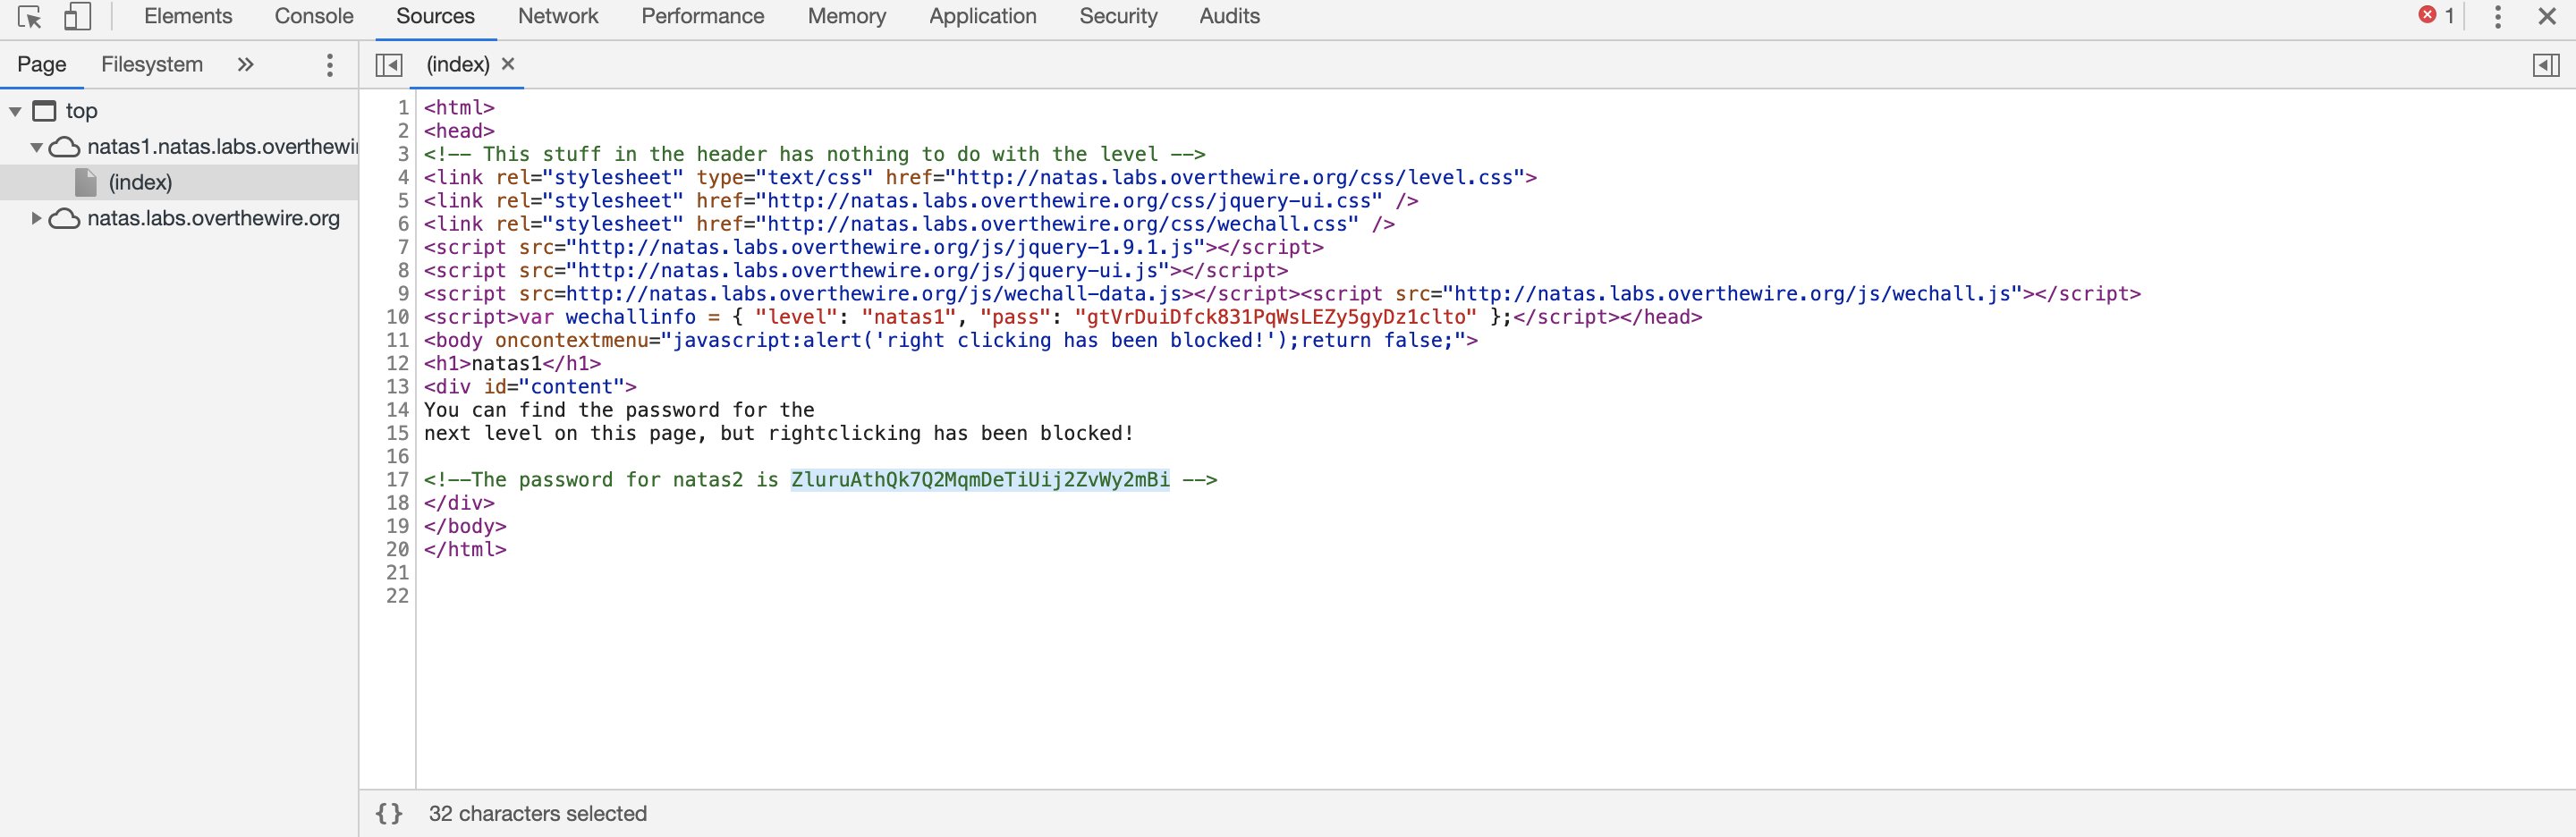 Elements Console Sources Network Performance Memory Application Security Audits 1
Page Filesystem » (index) ×
top
natas1.natas.labs.overthewi
(index)
natas.labs.overthewire.org
1 <html>
2 <head>
3 <!-- This stuff in the header has nothing to do with the level -->
4 <link rel="stylesheet" type="text/css" href="http://natas.labs.overthewire.org/css/level.css">
5 <link rel="stylesheet" href="http://natas.labs.overthewire.org/css/jquery-ui.css" />
6 <link rel="stylesheet" href="http://natas.labs.overthewire.org/css/wechall.css" />
7 <script src="http://natas.labs.overthewire.org/js/jquery-1.9.1.js"></script>
8 <script src="http://natas.labs.overthewire.org/js/jquery-ui.js"></script>
9 <script src=http://natas.labs.overthewire.org/js/wechall-data.js></script><script src="http://natas.labs.overthewire.org/js/wechall.js"></script>
10 <script>var wechallinfo = { "level": "natas1", "pass": "gtVrDuiDfck831PqWsLEZy5gyDz1clto" };</script></head>
11 <body oncontextmenu="javascript:alert('right clicking has been blocked!');return false;">
12 <h1>natas1</h1>
13 <div id="content">
14 You can find the password for the
15 next level on this page, but rightclicking has been blocked!
16
17 <!--The password for natas2 is ZluruAthQk7Q2MqmDeTiUij2ZvWy2mBi -->
18 </div>
19 </body>
20 </html>
21
22
{} 32 characters selected